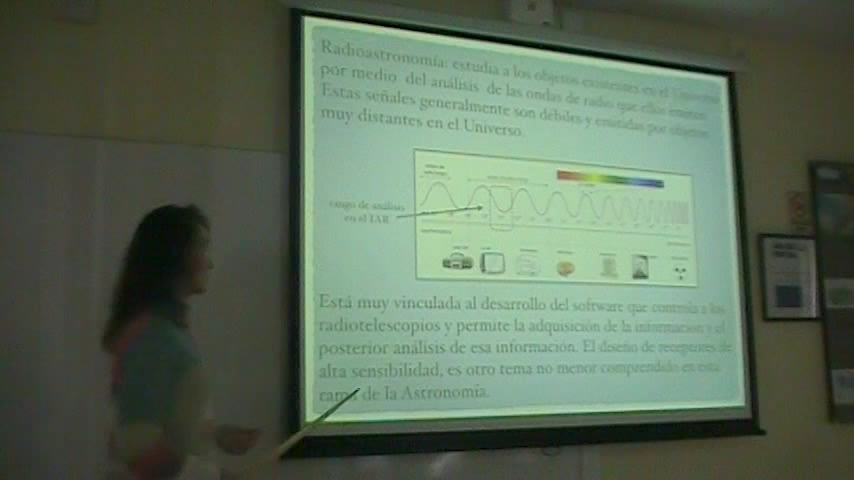 Radioastronomía: estudia a los objetos existentes en el Universo
por medio del análisis de las ondas de radio que ellos emiten
Estas señales generalmente son débiles y emitidas por objetos
muy distantes en el Universo.
rango de análisis
en el IAR
Está muy vinculada al desarrollo del software que controla a los
radiotelescopios y permite la adquisición de la información y el
posterior análisis de esa información. El diseño de receptores de
alta sensibilidad, es otro tema no menor comprendido en esta
rama de la Astronomía.